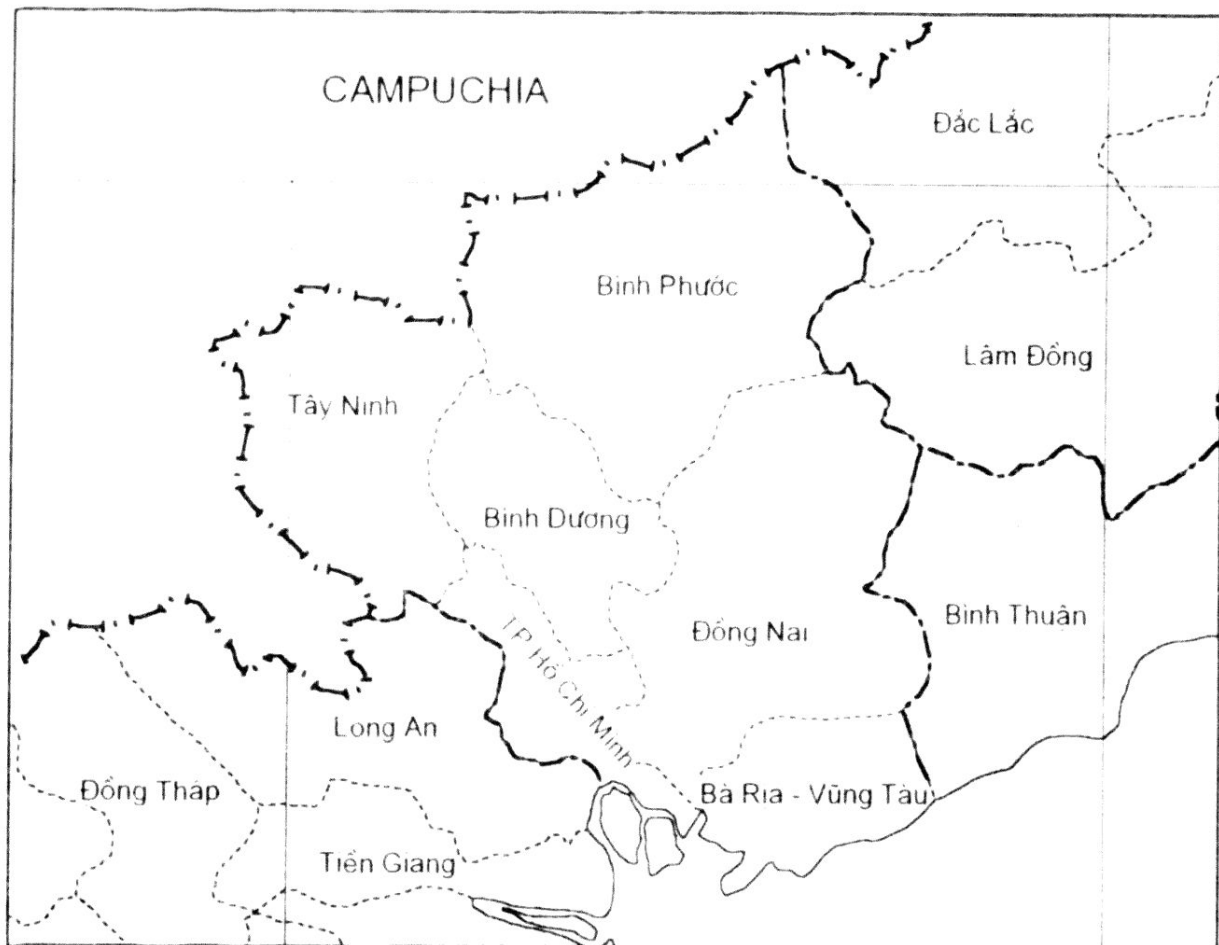 CAMPUCHIA
Đắc Lắc
Bình Phước
Lâm Đồng
Tây Ninh
Bình Dương
Bình Thuận
Đồng Nai
TP Hồ Chí Minh
Long An
Đồng Tháp
Bà Rịa - Vũng Tàu
Tiền Giang